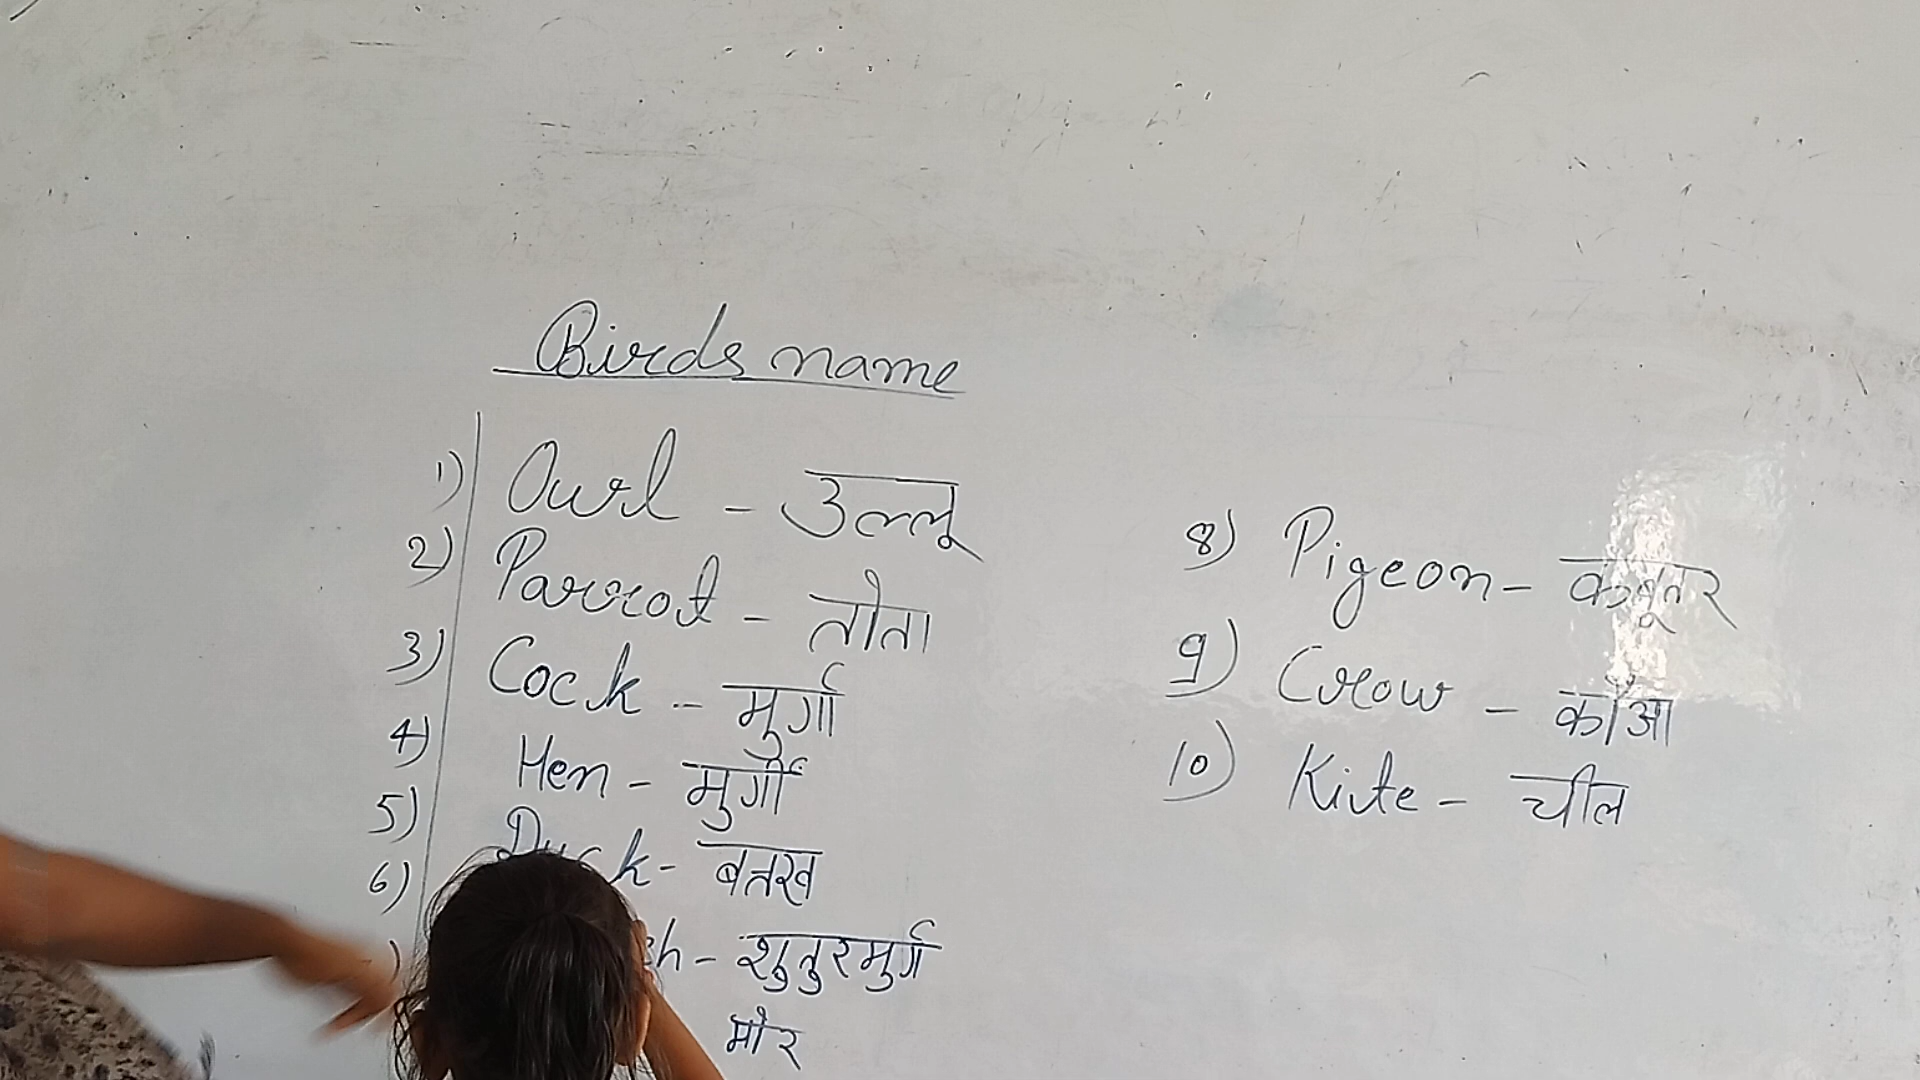 Birds name
1) Owl - उल्लू
2) Parrot - तोता
3) Cock - मुर्गा
4) Hen - मुर्गी
5) Duck - बतख
6) शुतुरमुर्ग
मोर
8) Pigeon - कबूतर
9) Crow - कौआ
10) Kite - चील